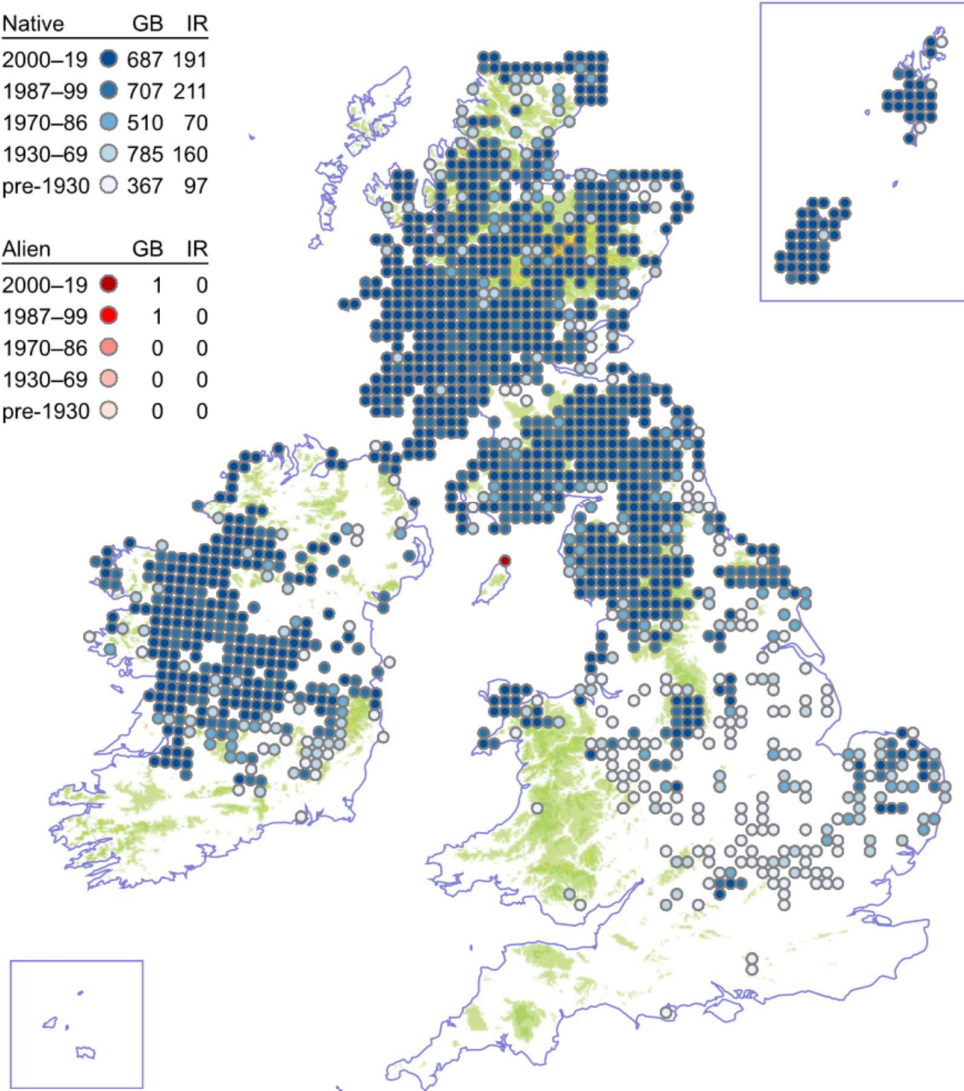 Native GB IR
2000–19 687 191
1987–99 707 211
1970–86 510 70
1930–69 785 160
pre-1930 367 97
Alien GB IR
2000–19 1 0
1987–99 1 0
1970–86 0 0
1930–69 0 0
pre-1930 0 0